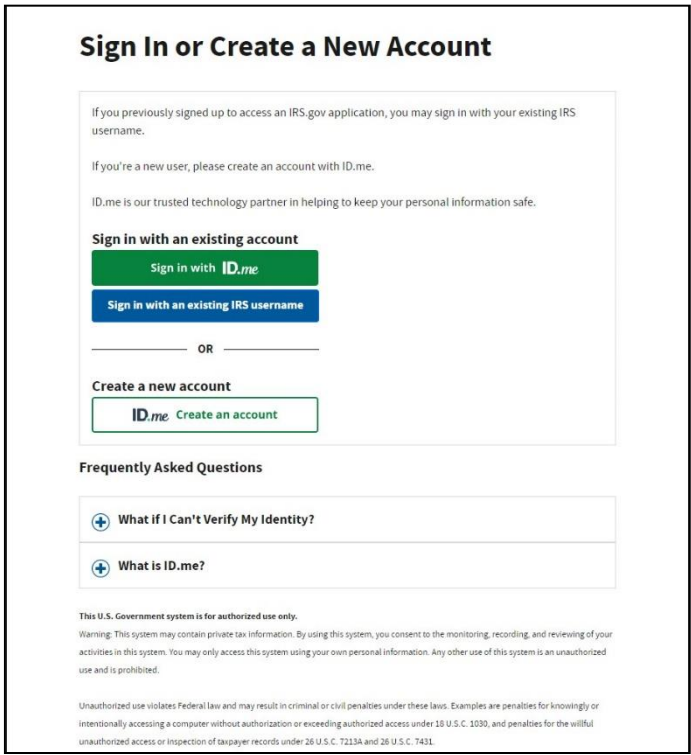 Sign In or Create a New Account
If you previously signed up to access an IRS.gov application, you may sign in with your existing IRS
username.
If you're a new user, please create an account with ID.me.
ID.me is our trusted technology partner in helping to keep your personal information safe.
Sign in with an existing account
Sign in with ID.me
Sign in with an existing IRS username
OR
Create a new account
ID.me Create an account
Frequently Asked Questions
What if I Can't Verify My Identity?
What is ID.me?
This U.S. Government system is for authorized use only.
Warning: This system may contain private tax information. By using this system, you consent to the monitoring, recording, and reviewing of your
activities in this system. You may only access this system using your own personal information. Any other use of this system is an unauthorized
use and is prohibited.
Unauthorized use violates Federal law and may result in criminal or civil penalties under these laws. Examples are penalties for knowingly or
intentionally accessing a computer without authorization or exceeding authorized access under 18 U.S.C. 1030, and penalties for the willful
unauthorized access or inspection of taxpayer records under 26 U.S.C. 7213A and 26 U.S.C. 7431.